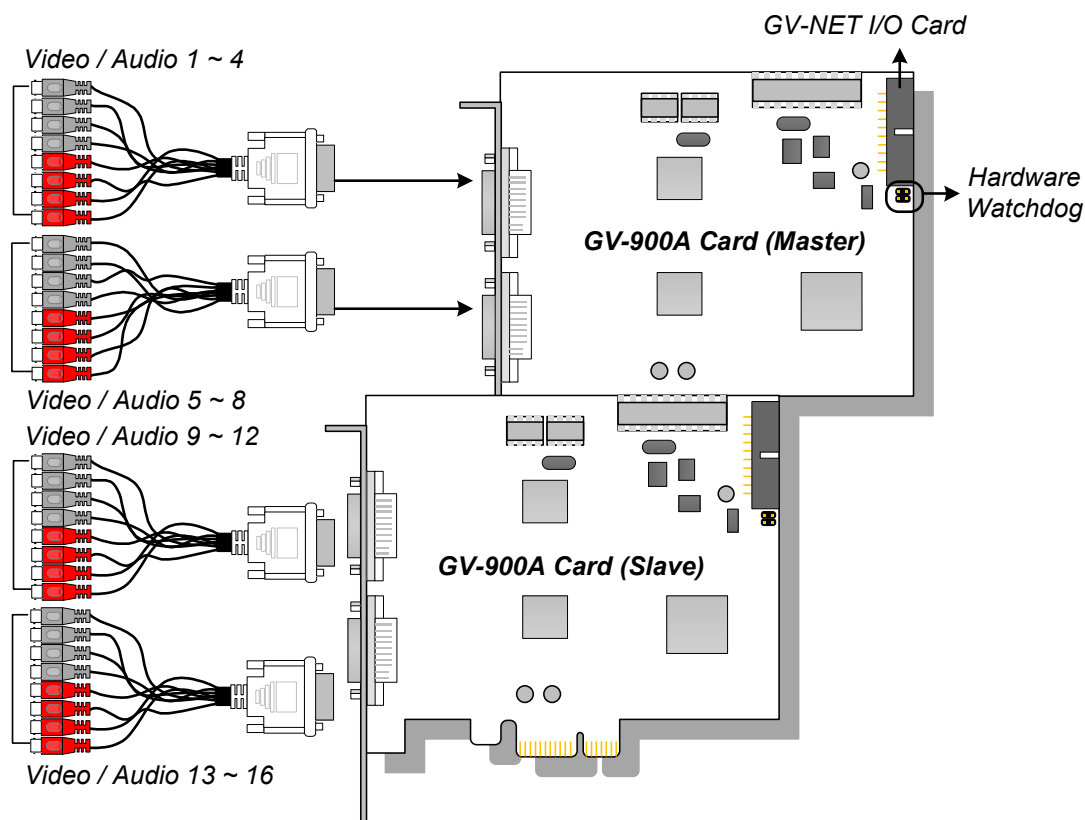 GV-NET I/O Card
Video / Audio 1 ~ 4
Hardware
Watchdog
GV-900A Card (Master)
Video / Audio 5 ~ 8
Video / Audio 9 ~ 12
GV-900A Card (Slave)
Video / Audio 13 ~ 16